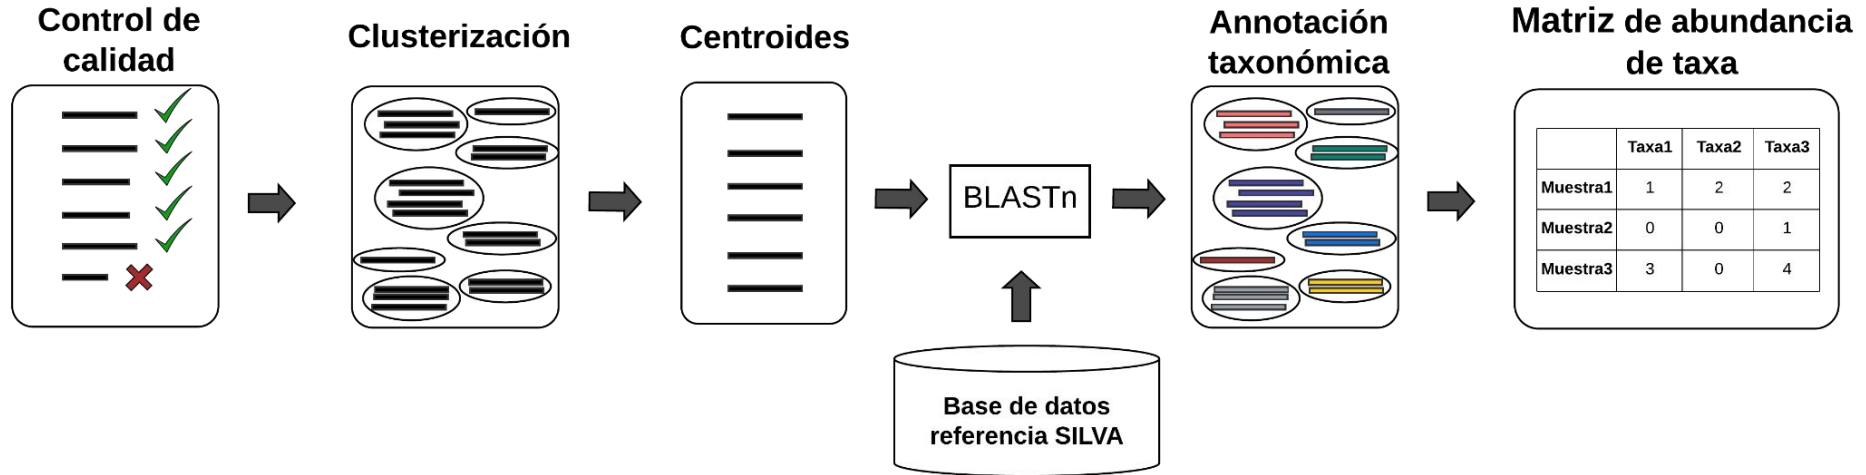 Control de
calidad
Clusterización
Centroides
BLASTn
Base de datos
referencia SILVA
Annotación
taxonómica
Matriz de abundancia
de taxa
Taxa1 Taxa2 Taxa3
Muestra1 1 2 2
Muestra2 0 0 1
Muestra3 3 0 4